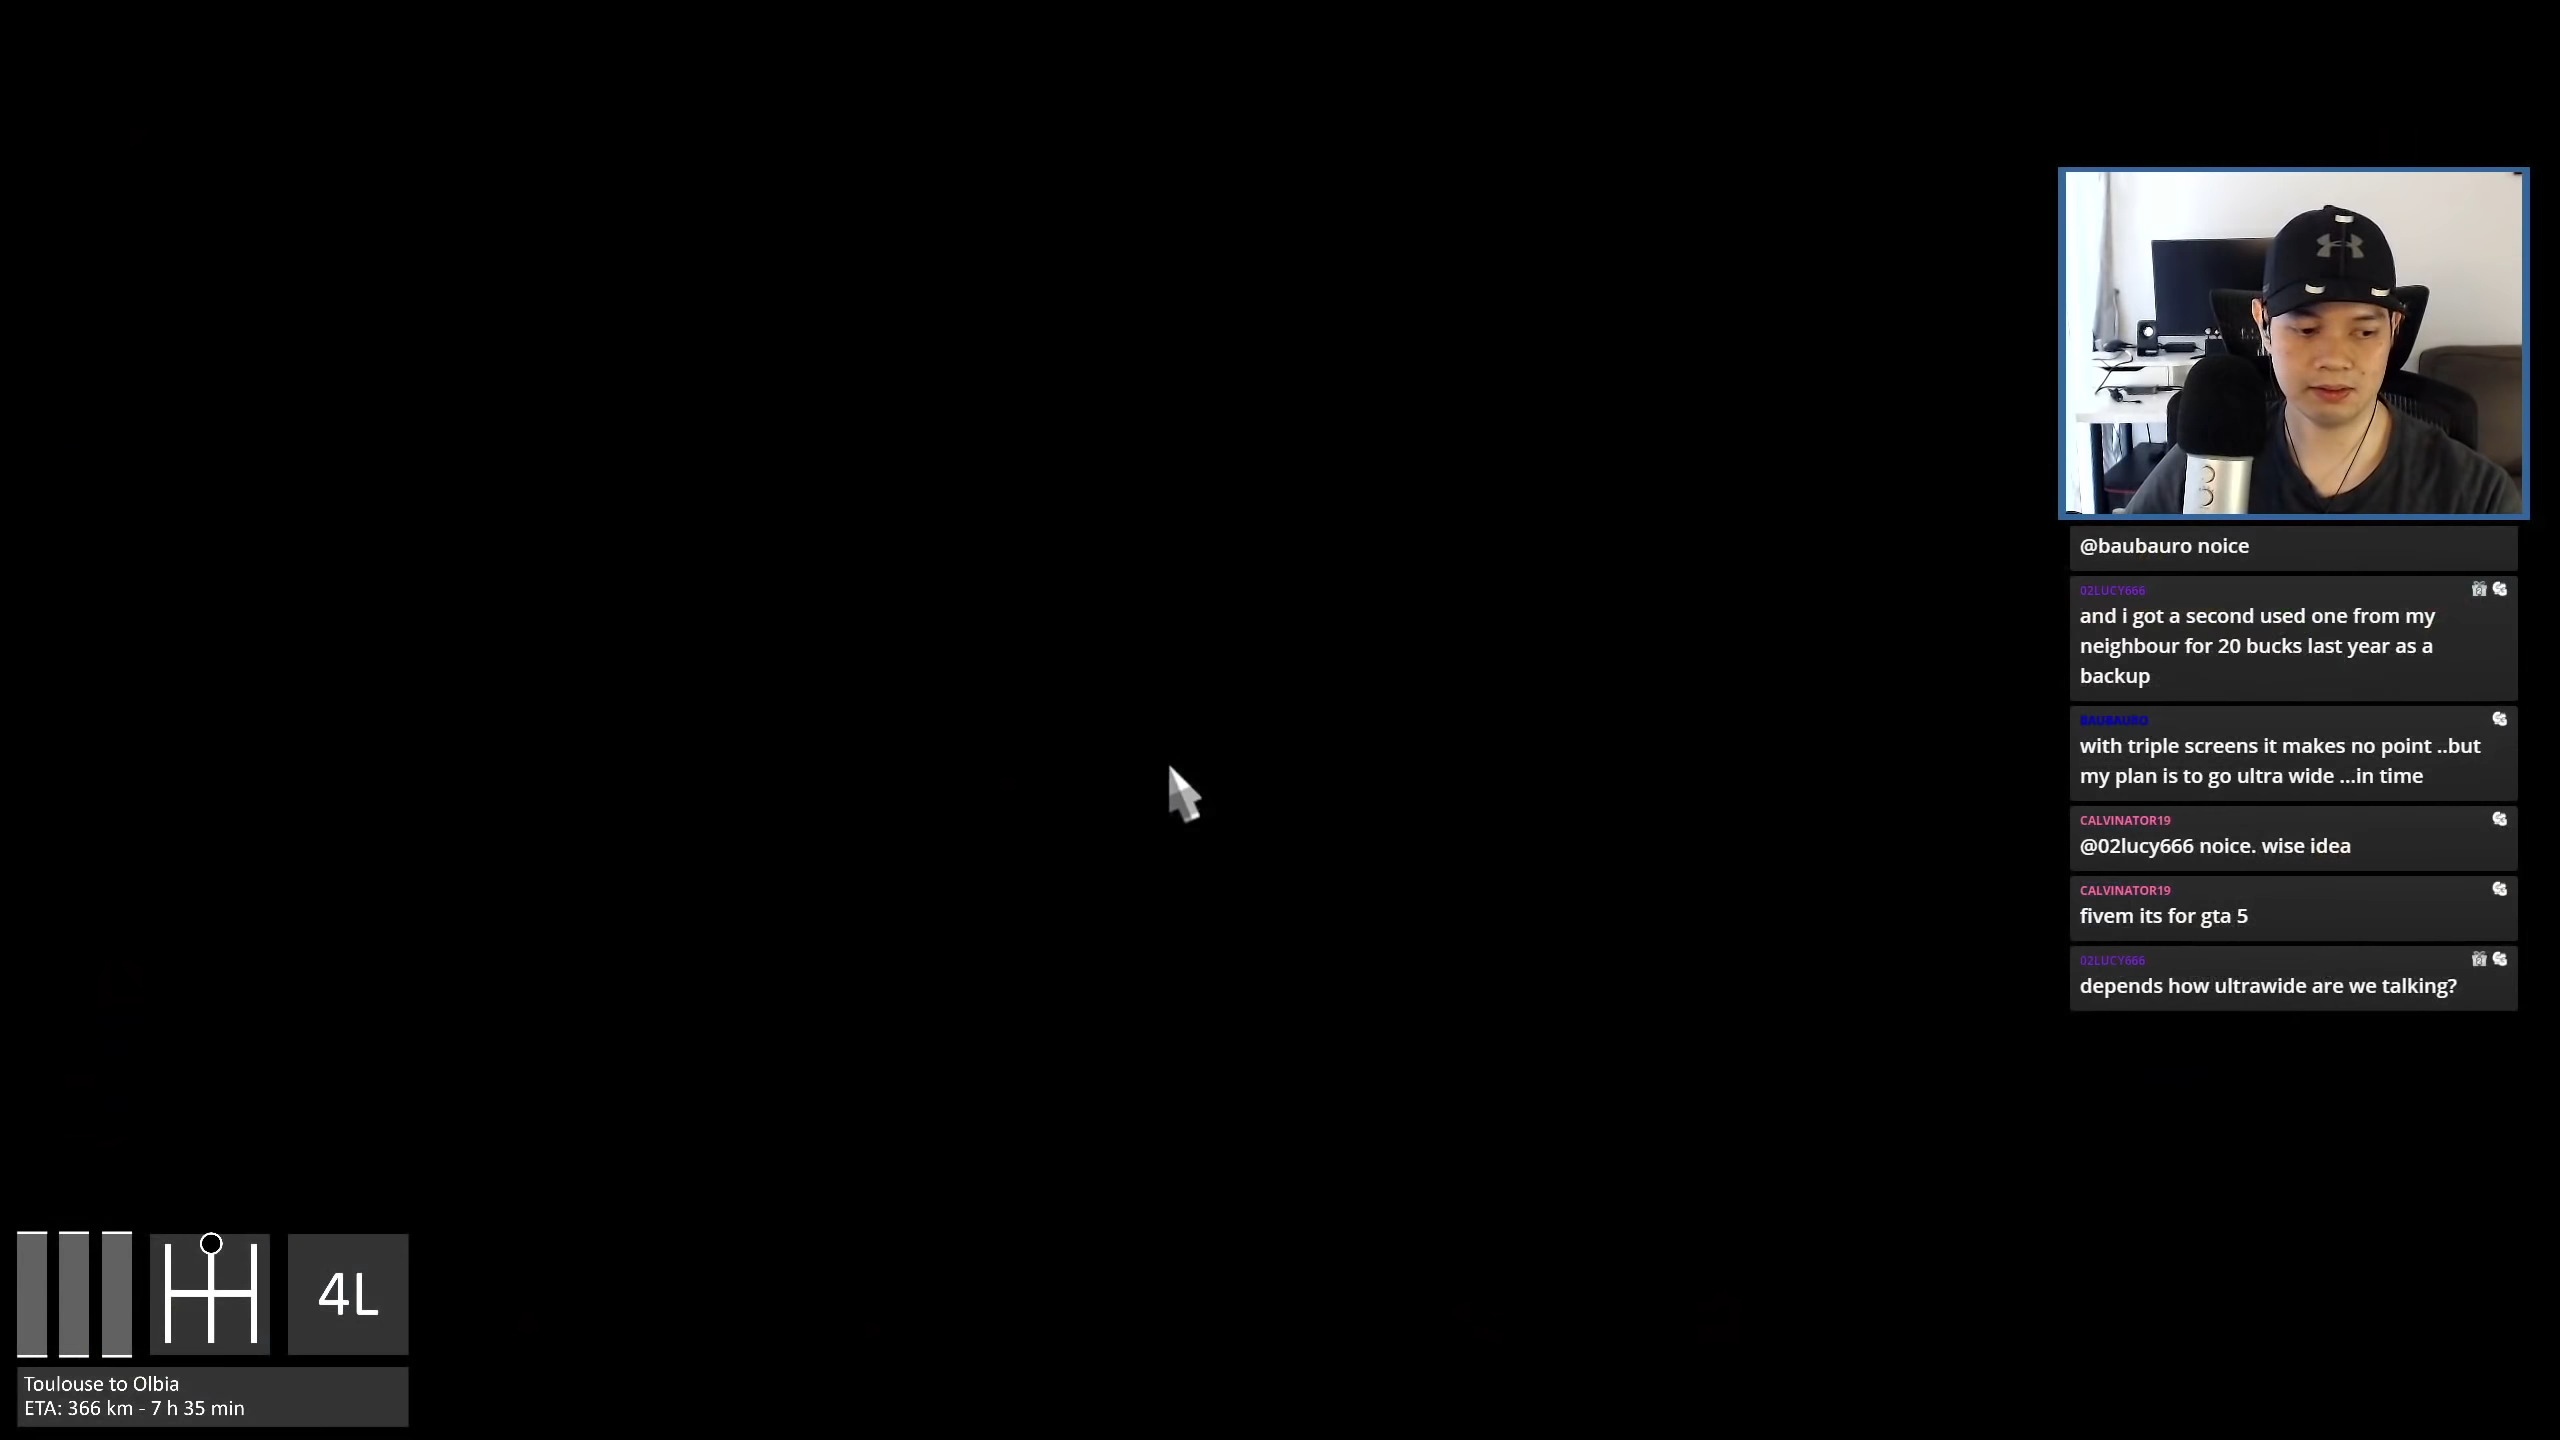 @baubauro noice
02LUCY666
and i got a second used one from my
neighbour for 20 bucks last year as a
backup
BAUBAURO
with triple screens it makes no point ..but
my plan is to go ultra wide ...in time
CALVINATOR19
@02lucy666 noice. wise idea
CALVINATOR19
fivem its for gta 5
02LUCY666
depends how ultrawide are we talking?
4L
Toulouse to Olbia
ETA: 366 km - 7 h 35 min